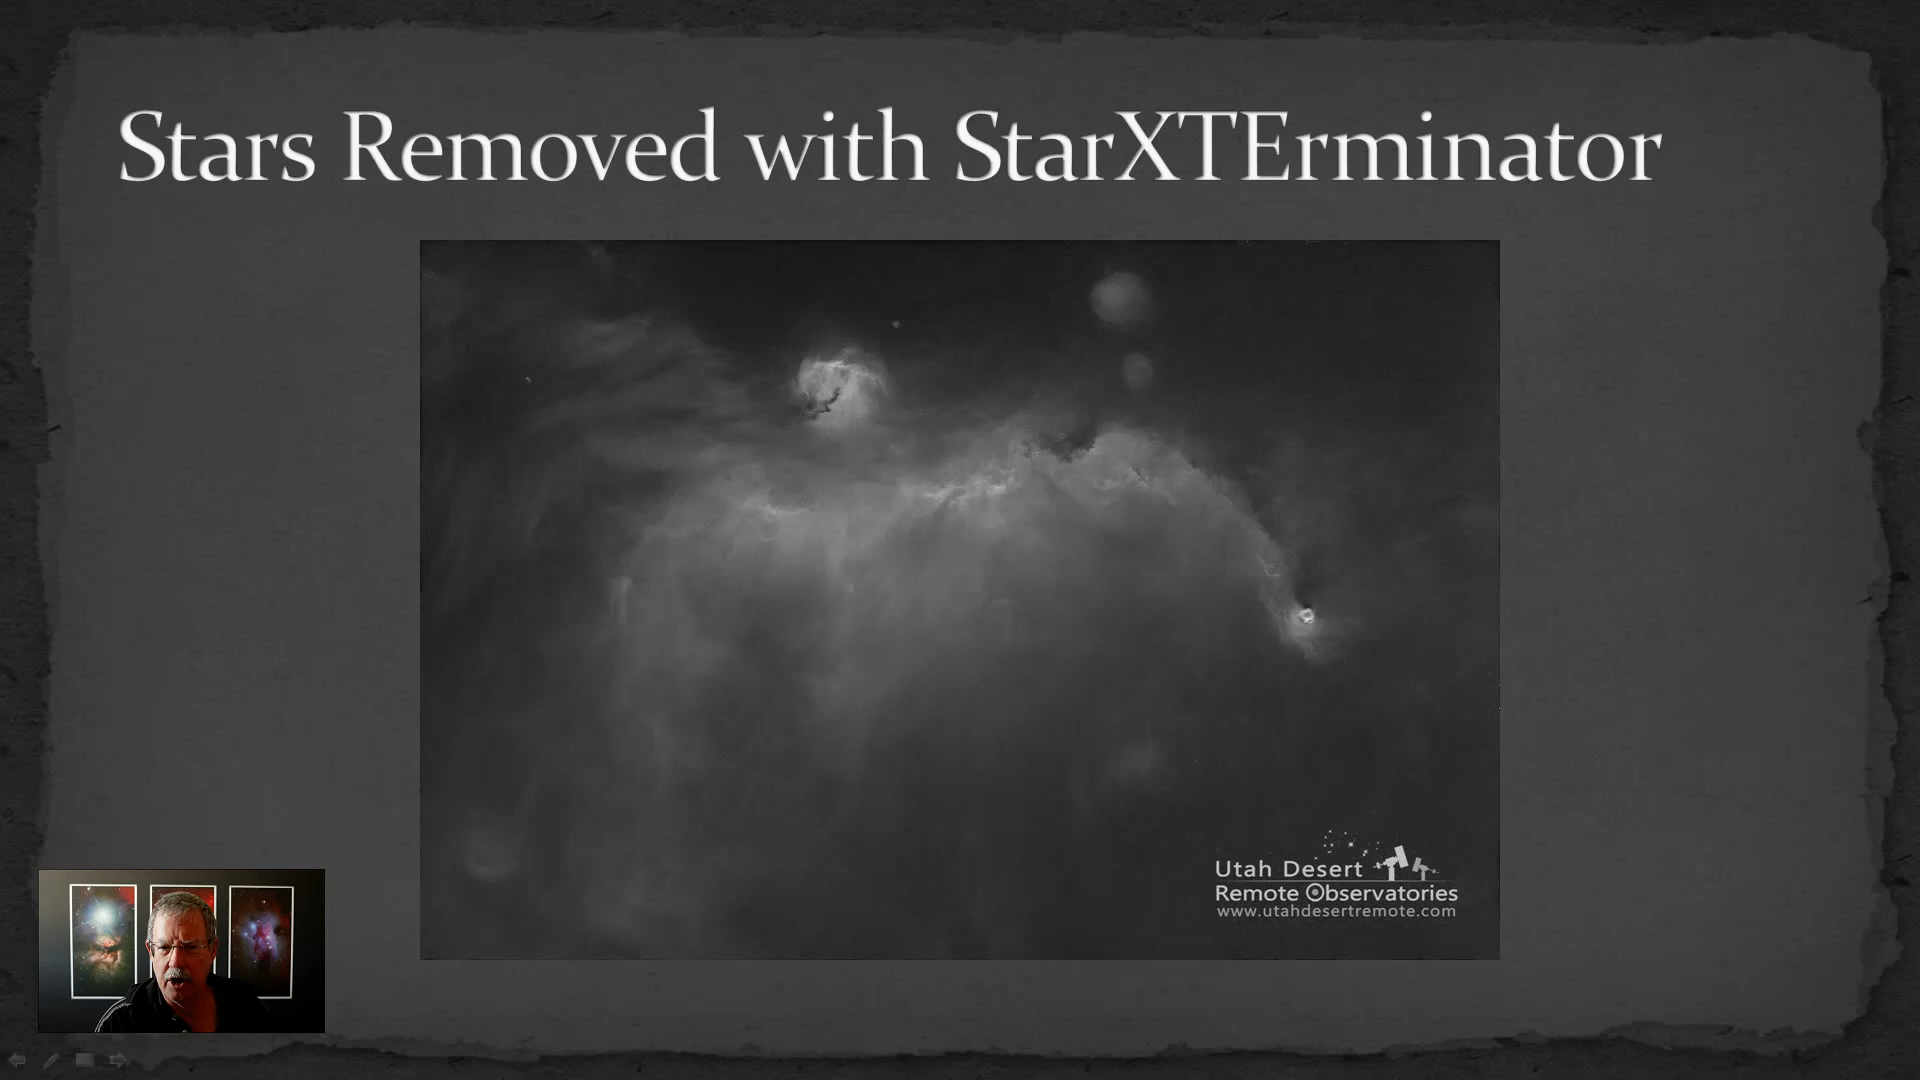 Stars Removed with StarXTErminator
Utah Desert
Remote Observatories
www.utahdesertremote.com